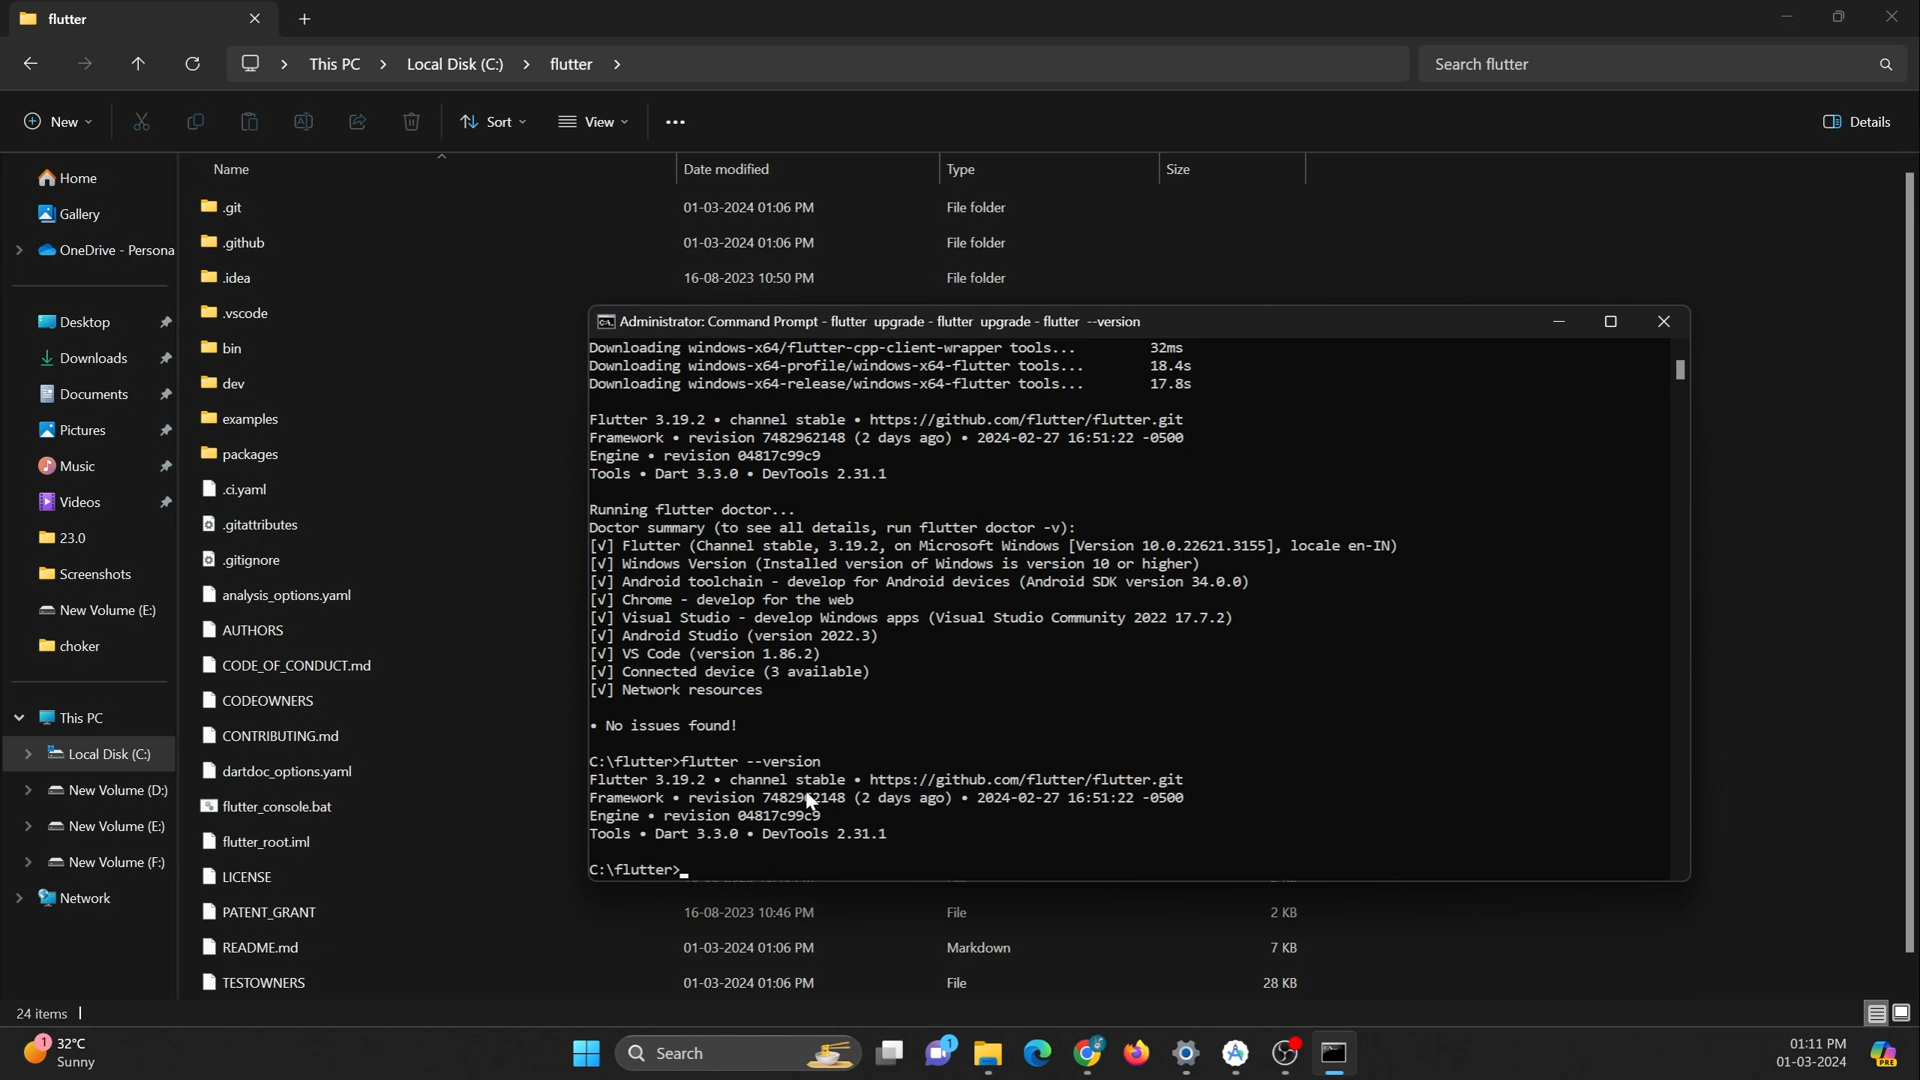 flutter
This PC > Local Disk (C:) > flutter >
Search flutter
New
Sort
View
Details
Name
Date modified
Type
Size
Home
Gallery
OneDrive - Persona
Desktop
Downloads
Documents
Pictures
Music
Videos
23.0
Screenshots
New Volume (E:)
choker
This PC
Local Disk (C:)
New Volume (D:)
New Volume (E:)
New Volume (F:)
Network
.git 01-03-2024 01:06 PM File folder
.github 01-03-2024 01:06 PM File folder
.idea 16-08-2023 10:50 PM File folder
.vscode
bin
dev
examples
packages
.ci.yaml
.gitattributes
.gitignore
analysis_options.yaml
AUTHORS
CODE_OF_CONDUCT.md
CODEOWNERS
CONTRIBUTING.md
dartdoc_options.yaml
flutter_console.bat
flutter_root.iml
LICENSE
PATENT_GRANT 16-08-2023 10:46 PM File 2 KB
README.md 01-03-2024 01:06 PM Markdown 7 KB
TESTOWNERS 01-03-2024 01:06 PM File 28 KB
Administrator: Command Prompt - flutter upgrade - flutter upgrade - flutter --version
Downloading windows-x64/flutter-cpp-client-wrapper tools... 32ms
Downloading windows-x64-profile/windows-x64-flutter tools... 18.4s
Downloading windows-x64-release/windows-x64-flutter tools... 17.8s
Flutter 3.19.2 • channel stable • https://github.com/flutter/flutter.git
Framework • revision 7482962148 (2 days ago) • 2024-02-27 16:51:22 -0500
Engine • revision 04817c99c9
Tools • Dart 3.3.0 • DevTools 2.31.1
Running flutter doctor...
Doctor summary (to see all details, run flutter doctor -v):
[√] Flutter (Channel stable, 3.19.2, on Microsoft Windows [Version 10.0.22621.3155], locale en-IN)
[√] Windows Version (Installed version of Windows is version 10 or higher)
[√] Android toolchain - develop for Android devices (Android SDK version 34.0.0)
[√] Chrome - develop for the web
[√] Visual Studio - develop Windows apps (Visual Studio Community 2022 17.7.2)
[√] Android Studio (version 2022.3)
[√] VS Code (version 1.86.2)
[√] Connected device (3 available)
[√] Network resources
• No issues found!
C:\flutter>flutter --version
Flutter 3.19.2 • channel stable • https://github.com/flutter/flutter.git
Framework • revision 7482962148 (2 days ago) • 2024-02-27 16:51:22 -0500
Engine • revision 04817c99c9
Tools • Dart 3.3.0 • DevTools 2.31.1
C:\flutter>
24 items
1
32°C
Sunny
Search
1
01:11 PM
01-03-2024
PRE